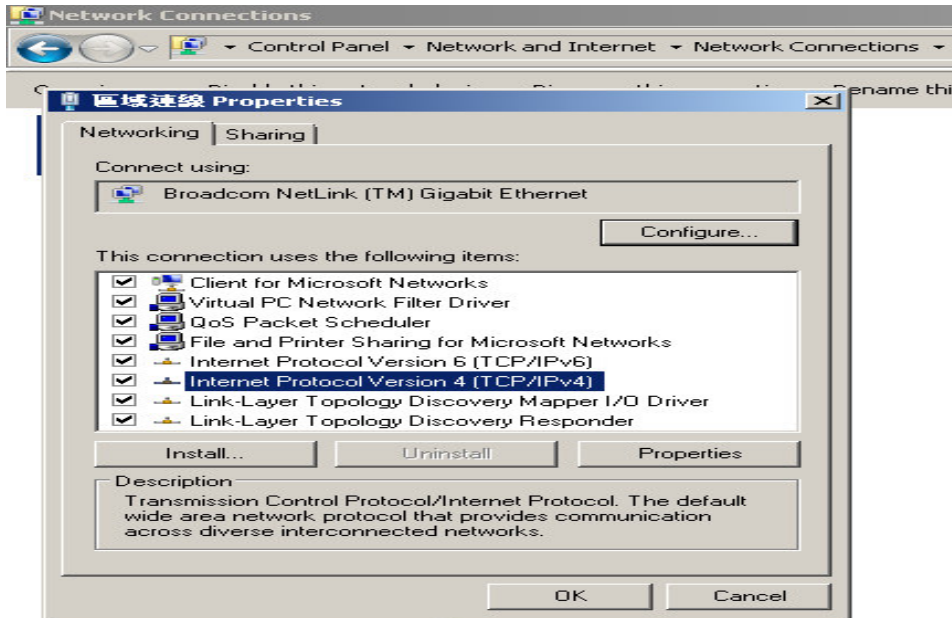 Network Connections
Control Panel Network and Internet Network Connections
區域連線 Properties
ename thi
Networking Sharing
Connect using:
Broadcom NetLink (TM) Gigabit Ethernet
Configure...
This connection uses the following items:
Client for Microsoft Networks
Virtual PC Network Filter Driver
QoS Packet Scheduler
File and Printer Sharing for Microsoft Networks
Internet Protocol Version 6 (TCP/IPv6)
Internet Protocol Version 4 (TCP/IPv4)
Link-Layer Topology Discovery Mapper I/O Driver
Link-Layer Topology Discovery Responder
Install... Uninstall Properties
Description
Transmission Control Protocol/Internet Protocol. The default
wide area network protocol that provides communication
across diverse interconnected networks.
OK Cancel